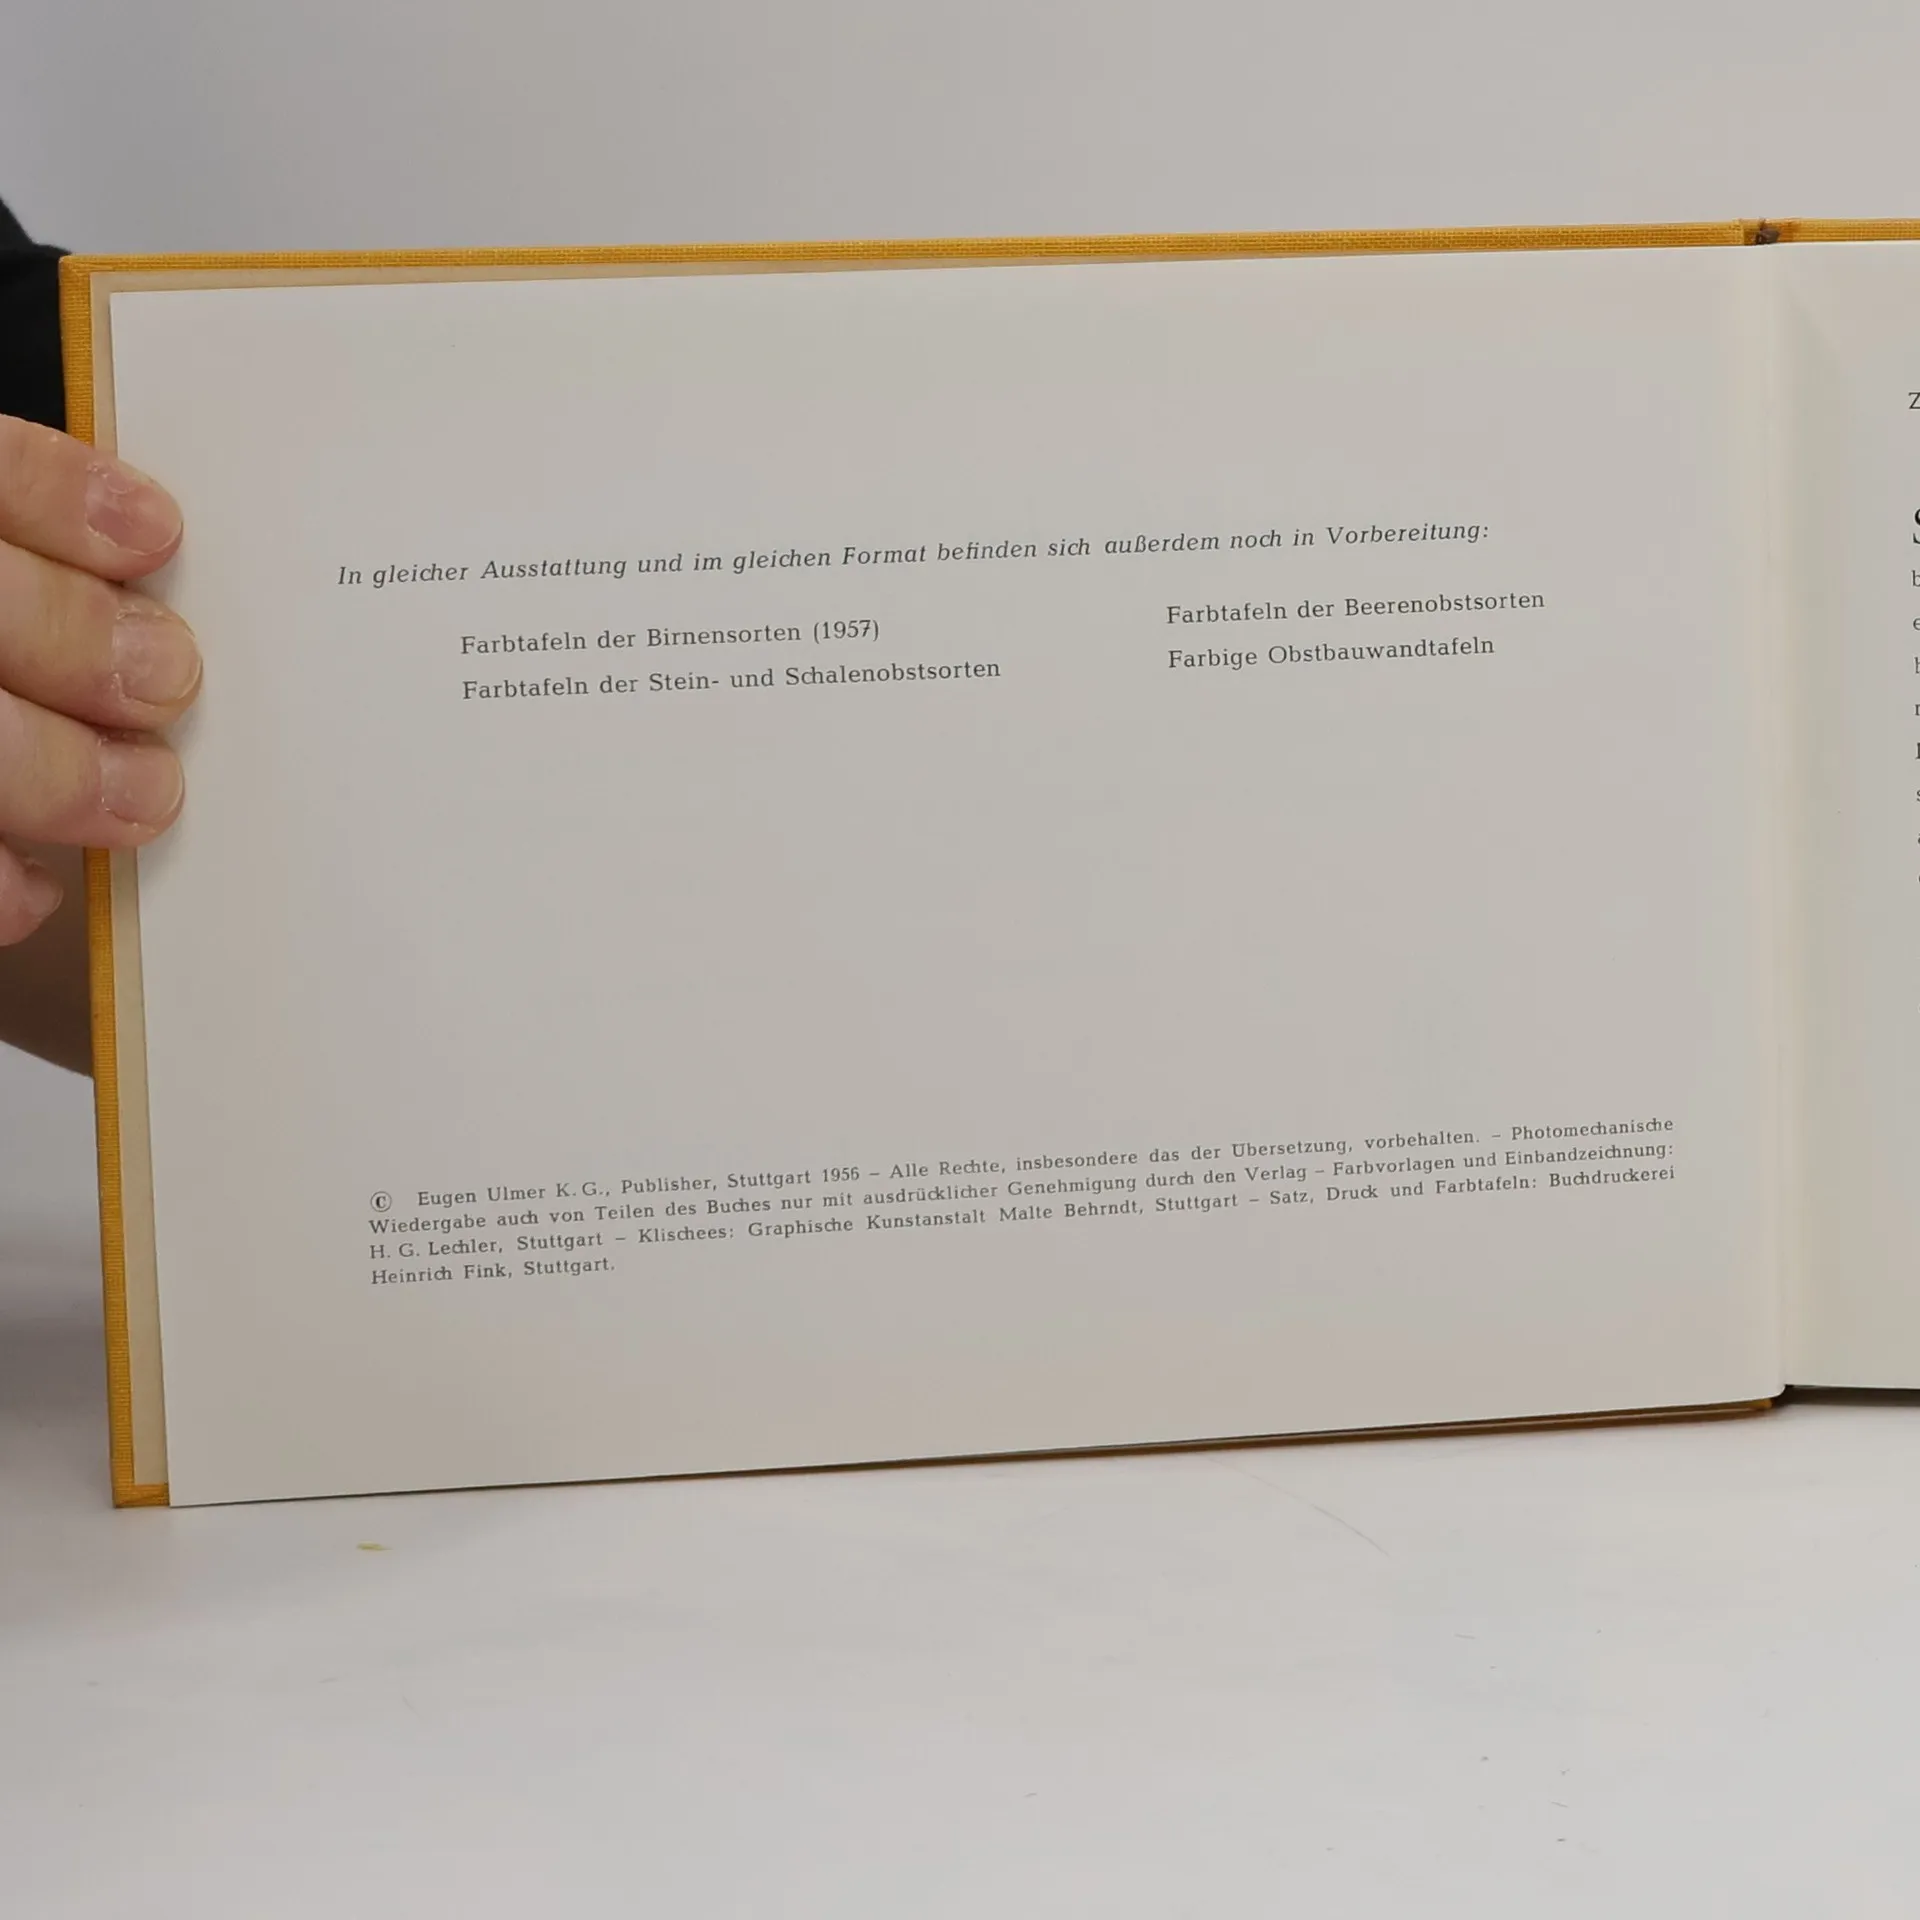 In gleicher Ausstattung und im gleichen Format befinden sich außerdem noch in Vorbereitung:
Farbtafeln der Birnensorten (1957)
Farbtafeln der Stein- und Schalenobstsorten
Farbtafeln der Beerenobstsorten
Farbige Obstbauwandtafeln
© Eugen Ulmer K. G., Publisher, Stuttgart 1956 – Alle Rechte, insbesondere das der Übersetzung, vorbehalten. – Photomechanische
Wiedergabe auch von Teilen des Buches nur mit ausdrücklicher Genehmigung durch den Verlag – Farbvorlagen und Einbandzeichnung:
H. G. Lechler, Stuttgart – Klischees: Graphische Kunstanstalt Malte Behrndt, Stuttgart – Satz, Druck und Farbtafeln: Buchdruckerei
Heinrich Fink, Stuttgart.